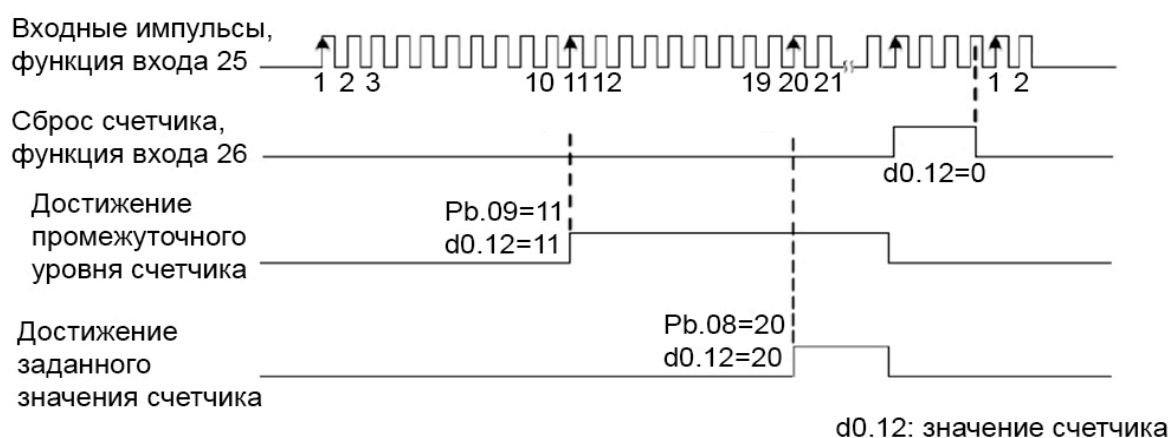 Входные импульсы,
функция входа 25
1 2 3 10 11 12 19 20 21 1 2
Сброс счетчика,
функция входа 26
d0.12=0
Достижение
промежуточного
уровня счетчика
Pb.09=11
d0.12=11
Достижение
заданного
значения счетчика
Pb.08=20
d0.12=20
d0.12: значение счетчика